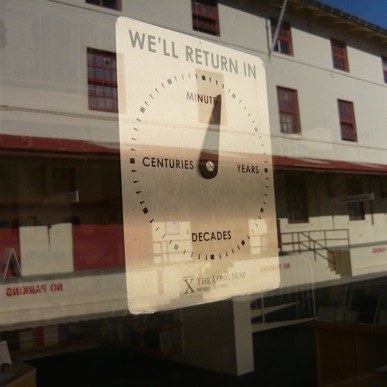 WE'LL RETURN IN
MINUTES
CENTURIES
YEARS
DECADES
X THE LONG NOW
NO PARKING